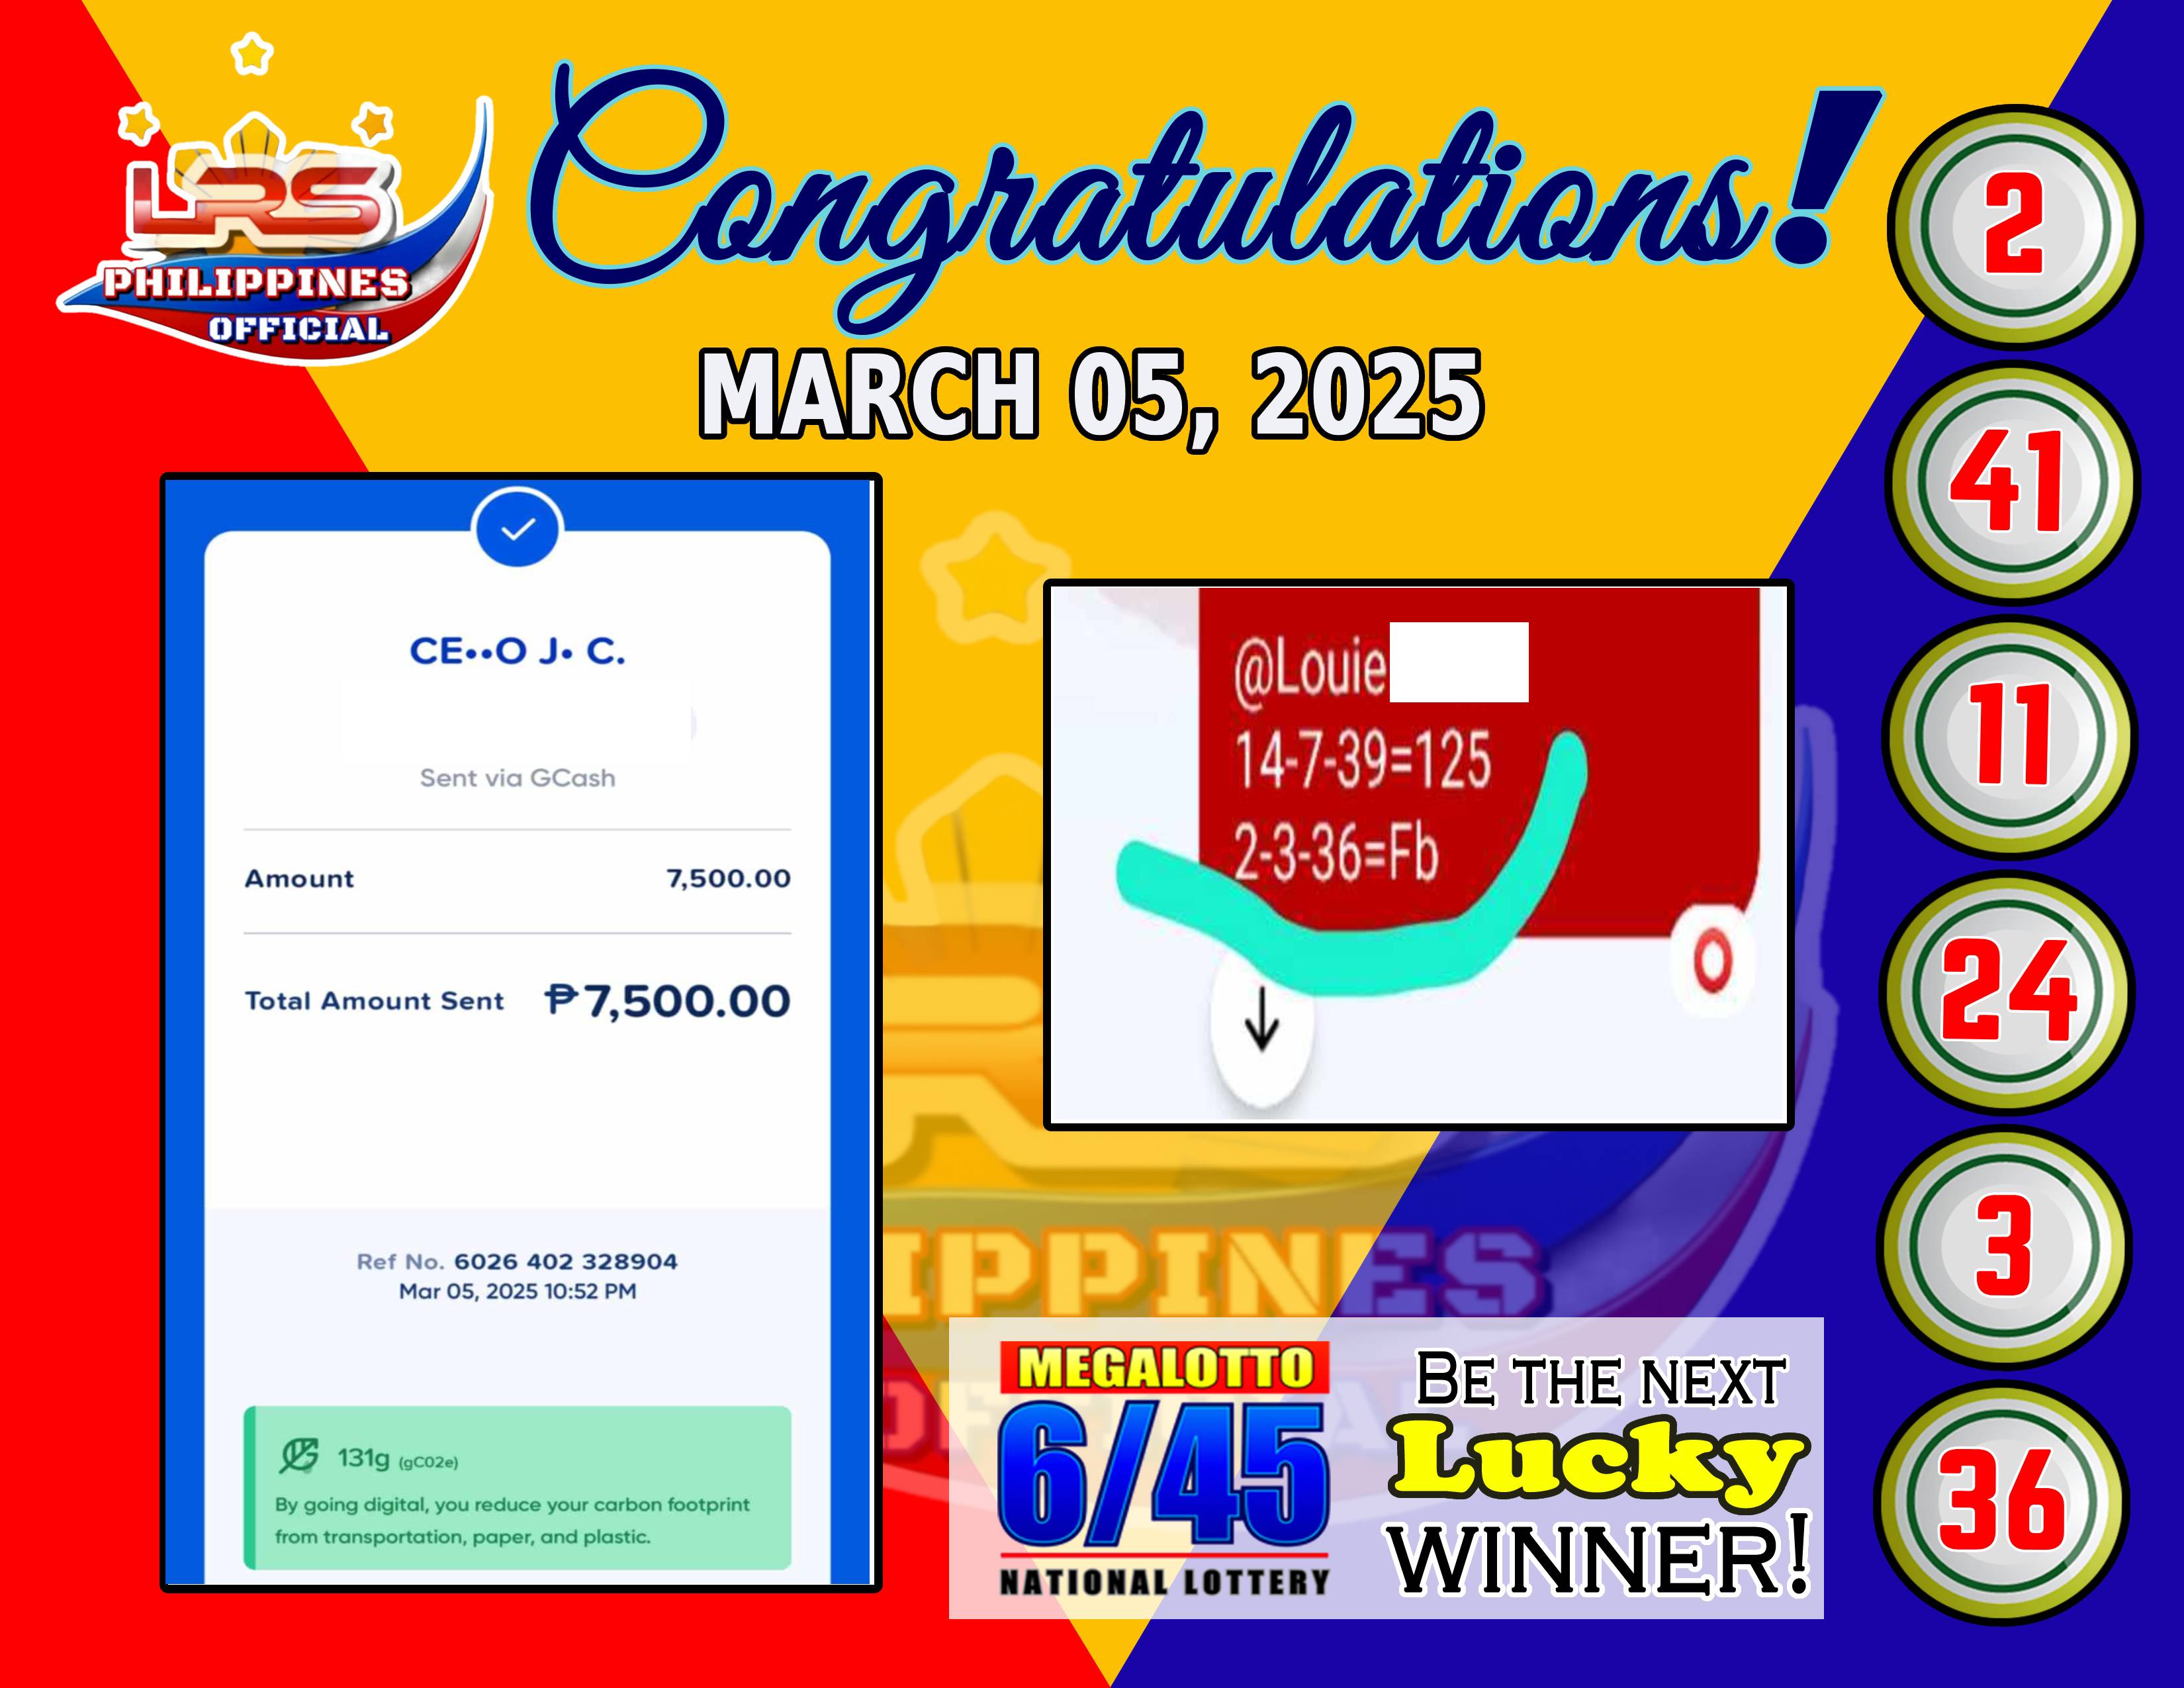 LRS
PHILIPPINES
OFFICIAL
Congratulations!
MARCH 05, 2025
CE••O J• C.
Sent via GCash
Amount 7,500.00
Total Amount Sent ₱7,500.00
Ref No. 6026 402 328904
Mar 05, 2025 10:52 PM
131g (gCO2e)
By going digital, you reduce your carbon footprint
from transportation, paper, and plastic.
@Louie
14-7-39=125
2-3-36=Fb
MEGALOTTO
6/45
NATIONAL LOTTERY
BE THE NEXT
Lucky
WINNER!
2
41
11
24
3
36